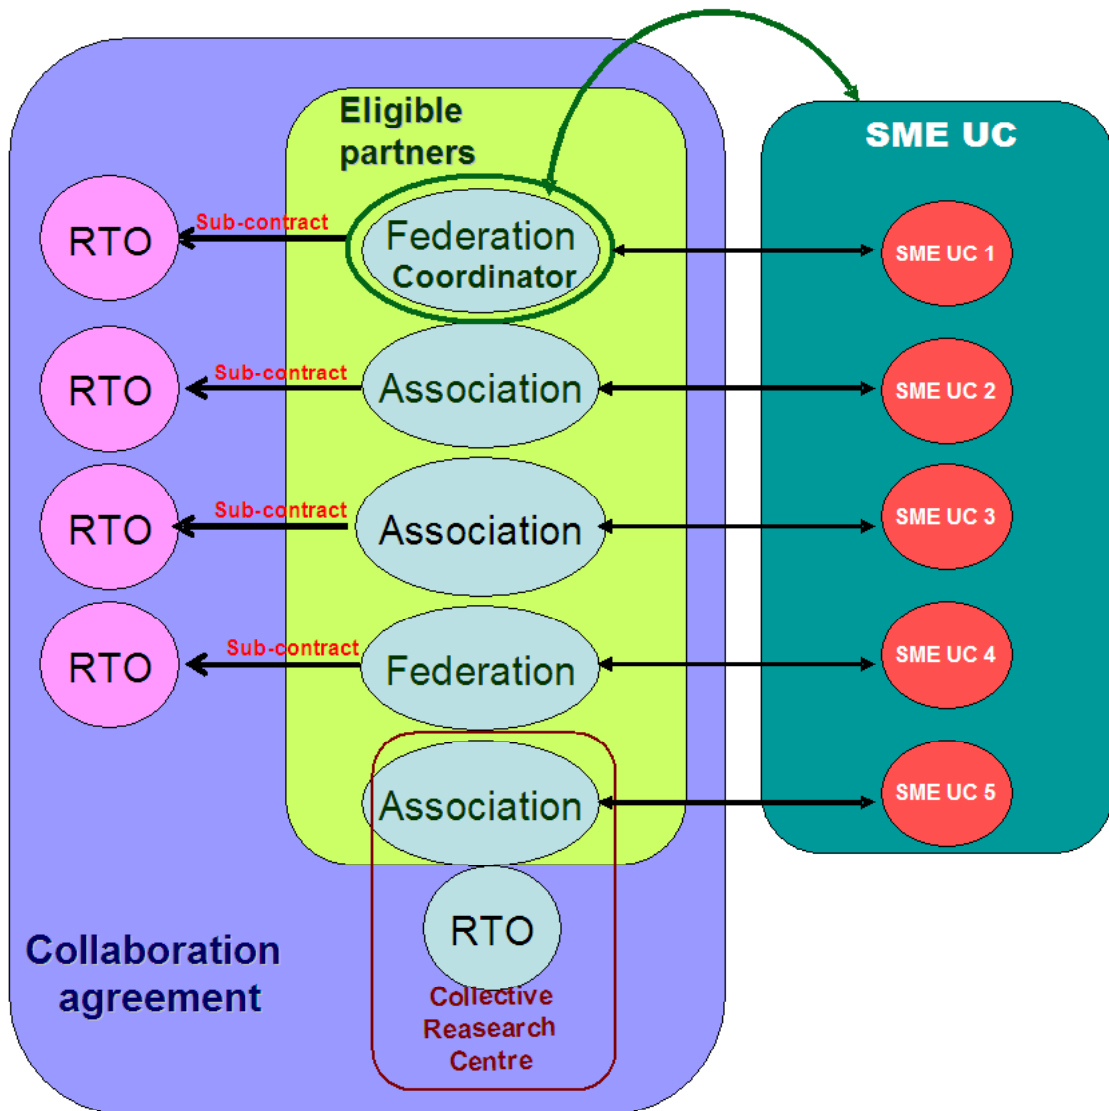 Eligible
partners
SME UC
RTO
Sub-contract
Federation
Coordinator
SME UC 1
RTO
Sub-contract
Association
SME UC 2
RTO
Sub-contract
Association
SME UC 3
RTO
Sub-contract
Federation
SME UC 4
Association
SME UC 5
RTO
Collective
Reasearch
Centre
Collaboration
agreement